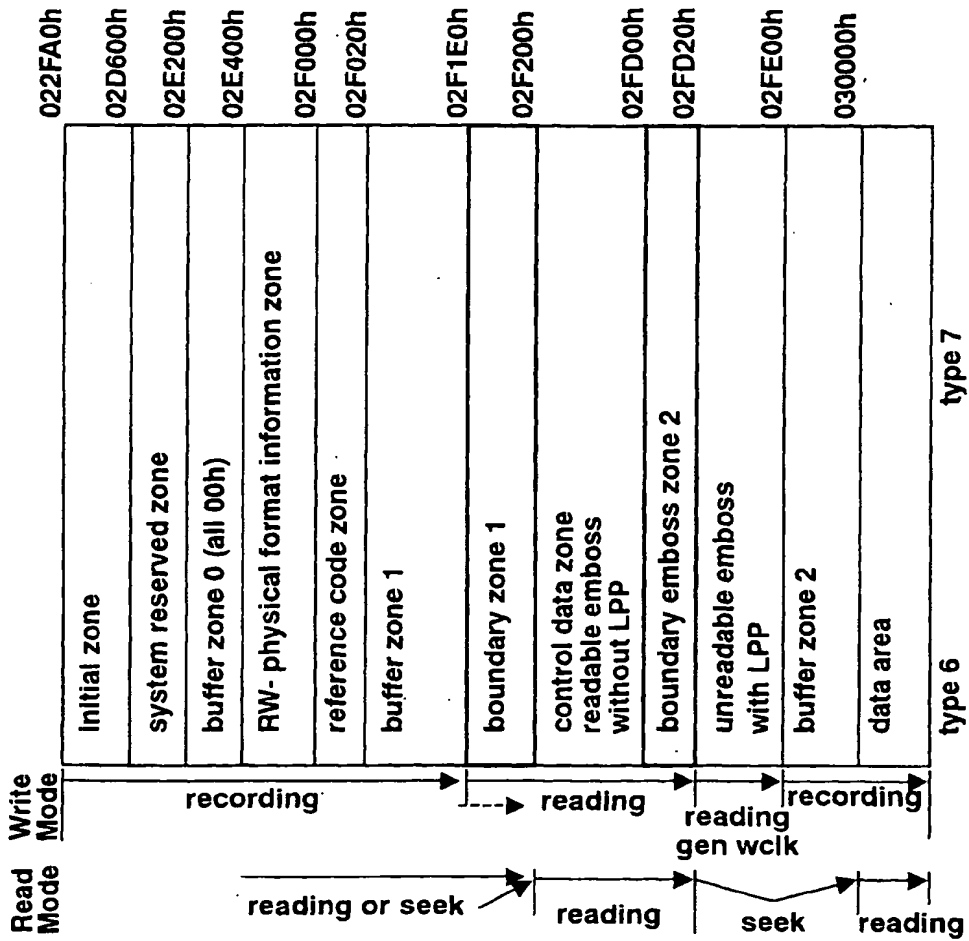 022FA0h
02D600h
02E200h
02E400h
02F000h
02F020h
02F1E0h
02F200h
02FD00h
02FD20h
02FE00h
030000h
Initial zone
system reserved zone
buffer zone 0 (all 00h)
RW- physical format information zone
reference code zone
buffer zone 1
boundary zone 1
control data zone
readable emboss
without LPP
boundary emboss zone 2
unreadable emboss
with LPP
buffer zone 2
data area
type 6
type 7
Write
Mode
recording
reading
reading
gen wclk
recording
Read
Mode
reading or seek
reading
seek
reading